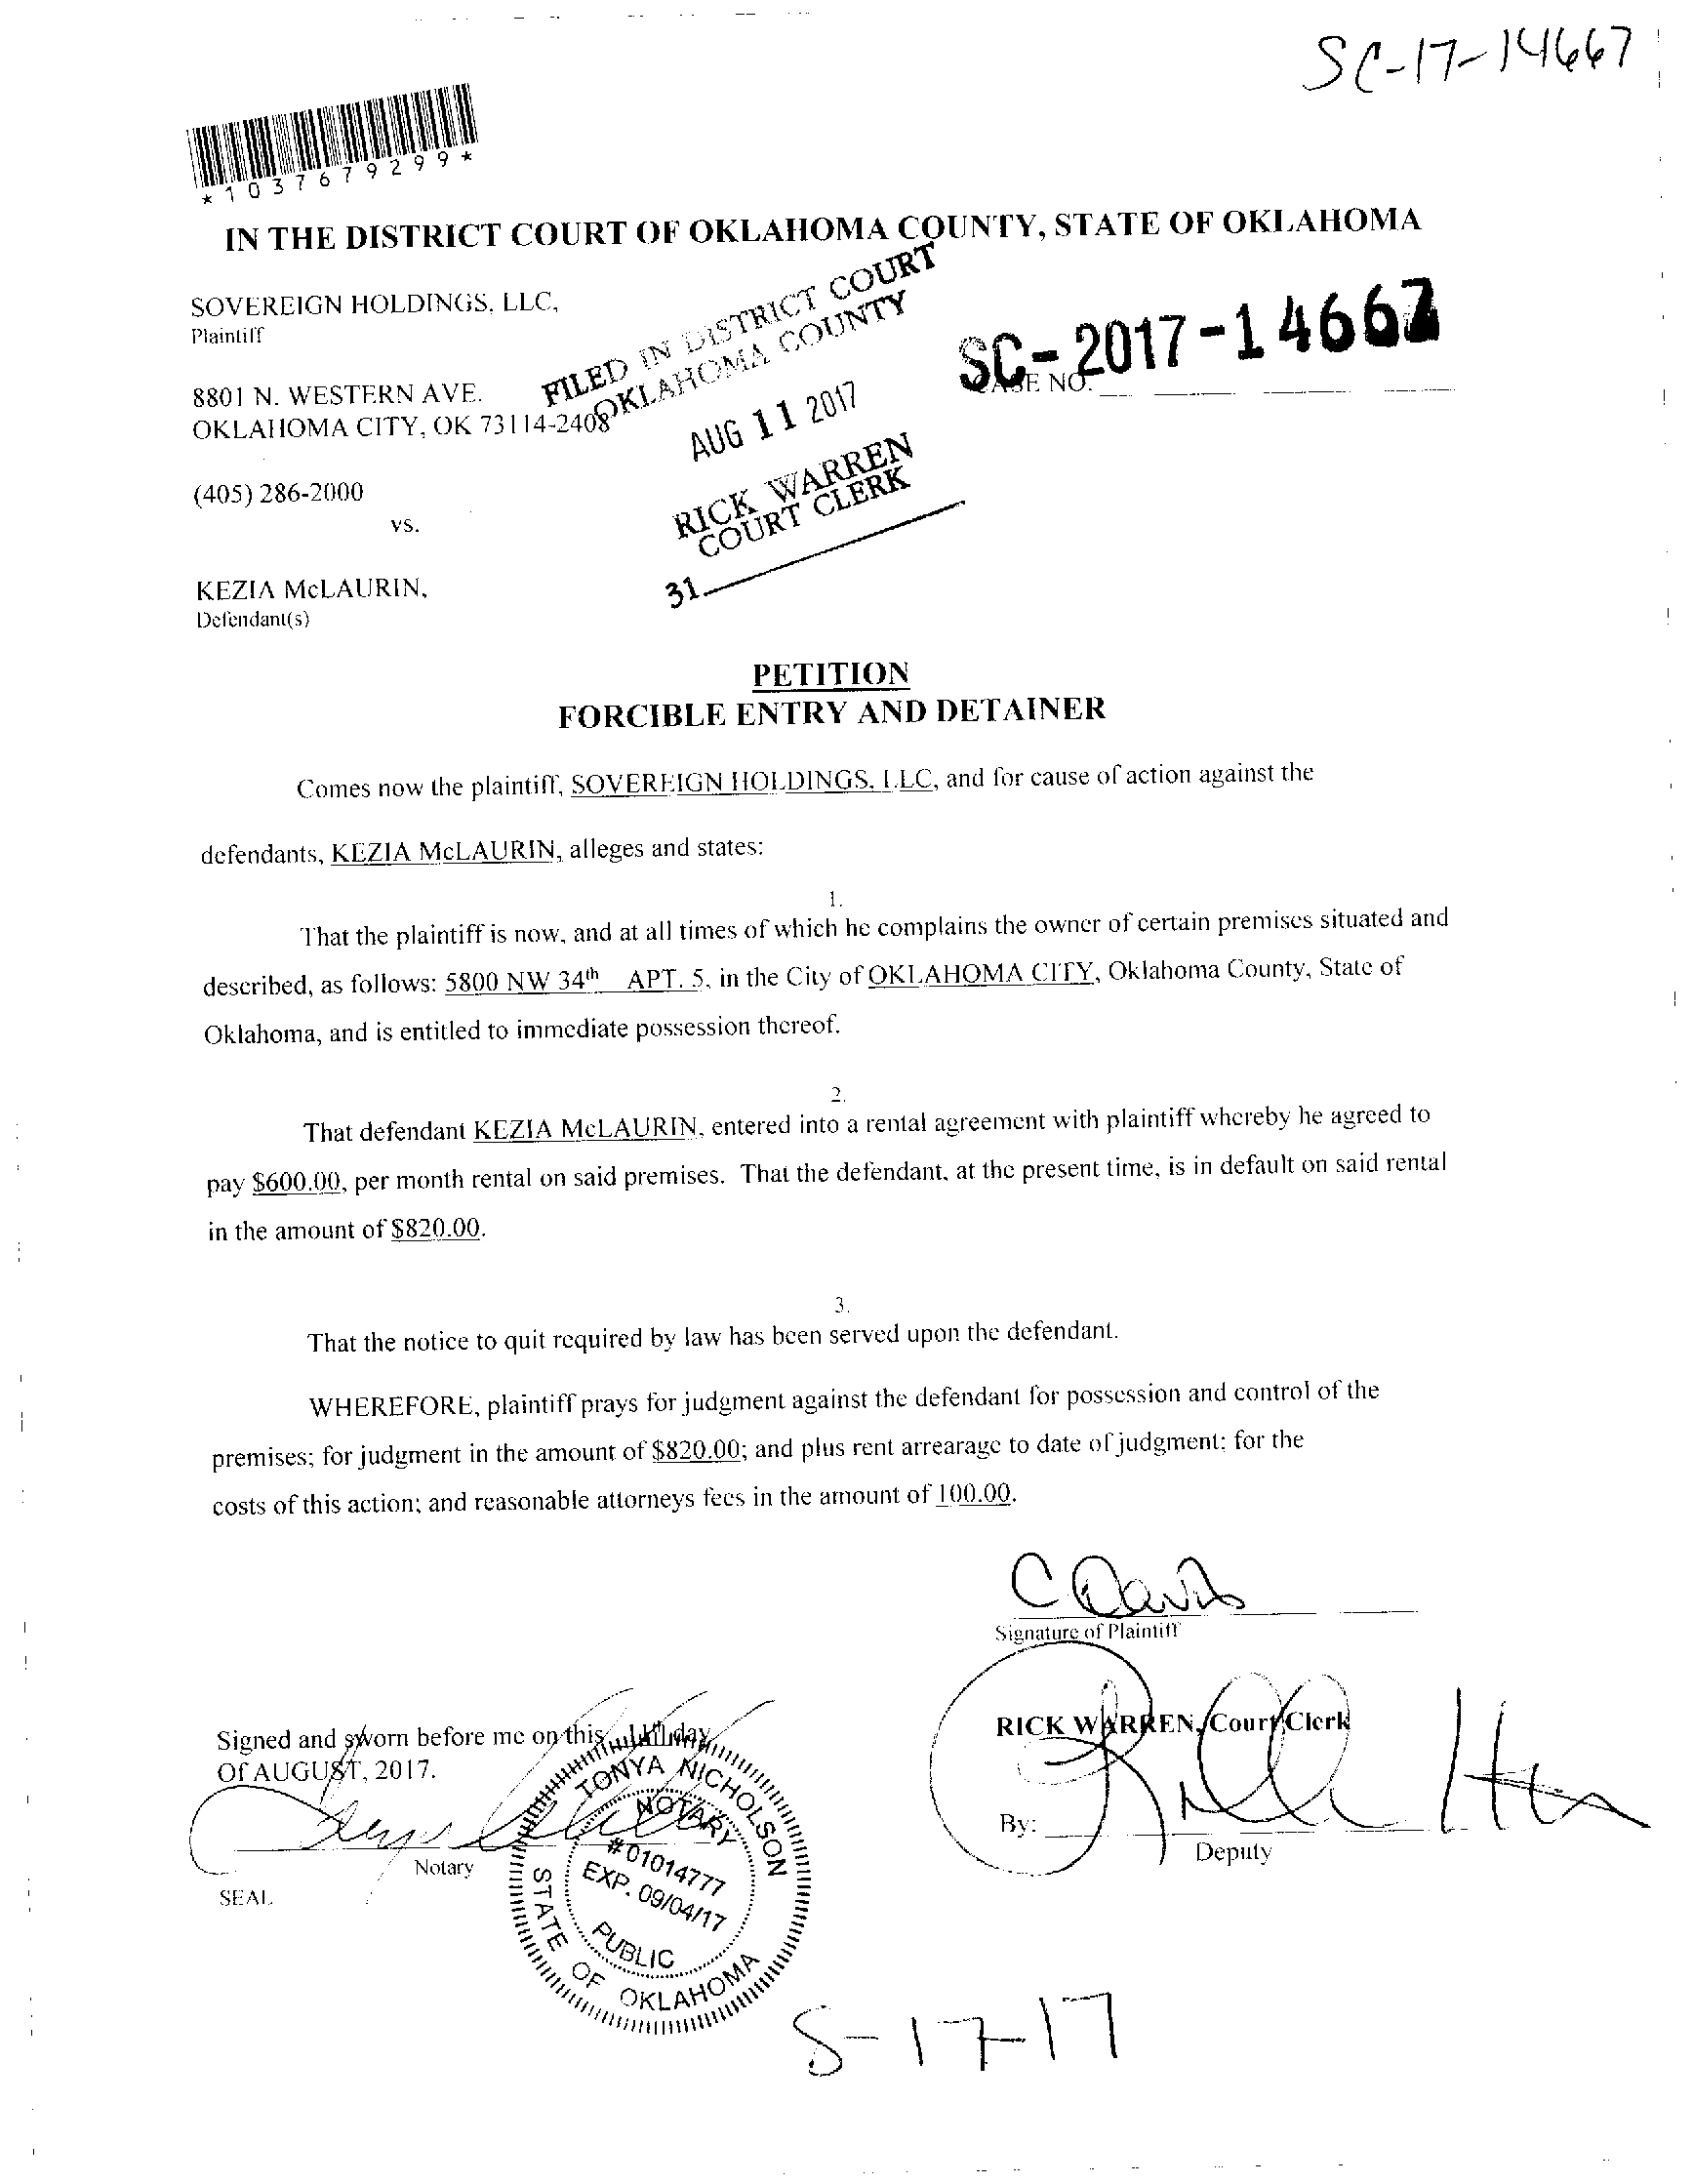 SC-17-14667
*1037679299*
IN THE DISTRICT COURT OF OKLAHOMA COUNTY, STATE OF OKLAHOMA
SOVEREIGN HOLDINGS, LLC,
Plaintiff
8801 N. WESTERN AVE.
OKLAHOMA CITY, OK 73114-2408
(405) 286-2000
vs.
KEZIA McLAURIN,
Defendant(s)
FILED IN DISTRICT COURT
OKLAHOMA COUNTY
AUG 11 2017
RICK WARREN
COURT CLERK
31
SC-2017-14667
CASE NO.
PETITION
FORCIBLE ENTRY AND DETAINER
Comes now the plaintiff, SOVEREIGN HOLDINGS, LLC, and for cause of action against the
defendants, KEZIA McLAURIN, alleges and states:
1.
That the plaintiff is now, and at all times of which he complains the owner of certain premises situated and
described, as follows: 5800 NW 34th APT. 5, in the City of OKLAHOMA CITY, Oklahoma County, State of
Oklahoma, and is entitled to immediate possession thereof.
2.
That defendant KEZIA McLAURIN, entered into a rental agreement with plaintiff whereby he agreed to
pay $600.00, per month rental on said premises. That the defendant, at the present time, is in default on said rental
in the amount of $820.00.
3.
That the notice to quit required by law has been served upon the defendant.
WHEREFORE, plaintiff prays for judgment against the defendant for possession and control of the
premises; for judgment in the amount of $820.00; and plus rent arrearage to date of judgment; for the
costs of this action; and reasonable attorneys fees in the amount of 100.00.
C Davis
Signature of Plaintiff
Signed and sworn before me on this day
Of AUGUST, 2017.
Notary
SEAL
TONYA NICHOLSON
NOTARY
#01014777
EXP. 09/04/17
PUBLIC
STATE OF OKLAHOMA
RICK WARREN, Court Clerk
By:
Deputy
8-17-17